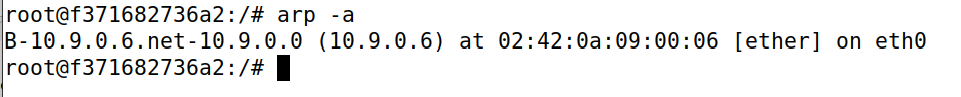 root@f371682736a2:/# arp -a
B-10.9.0.6.net-10.9.0.0 (10.9.0.6) at 02:42:0a:09:00:06 [ether] on eth0
root@f371682736a2:/#